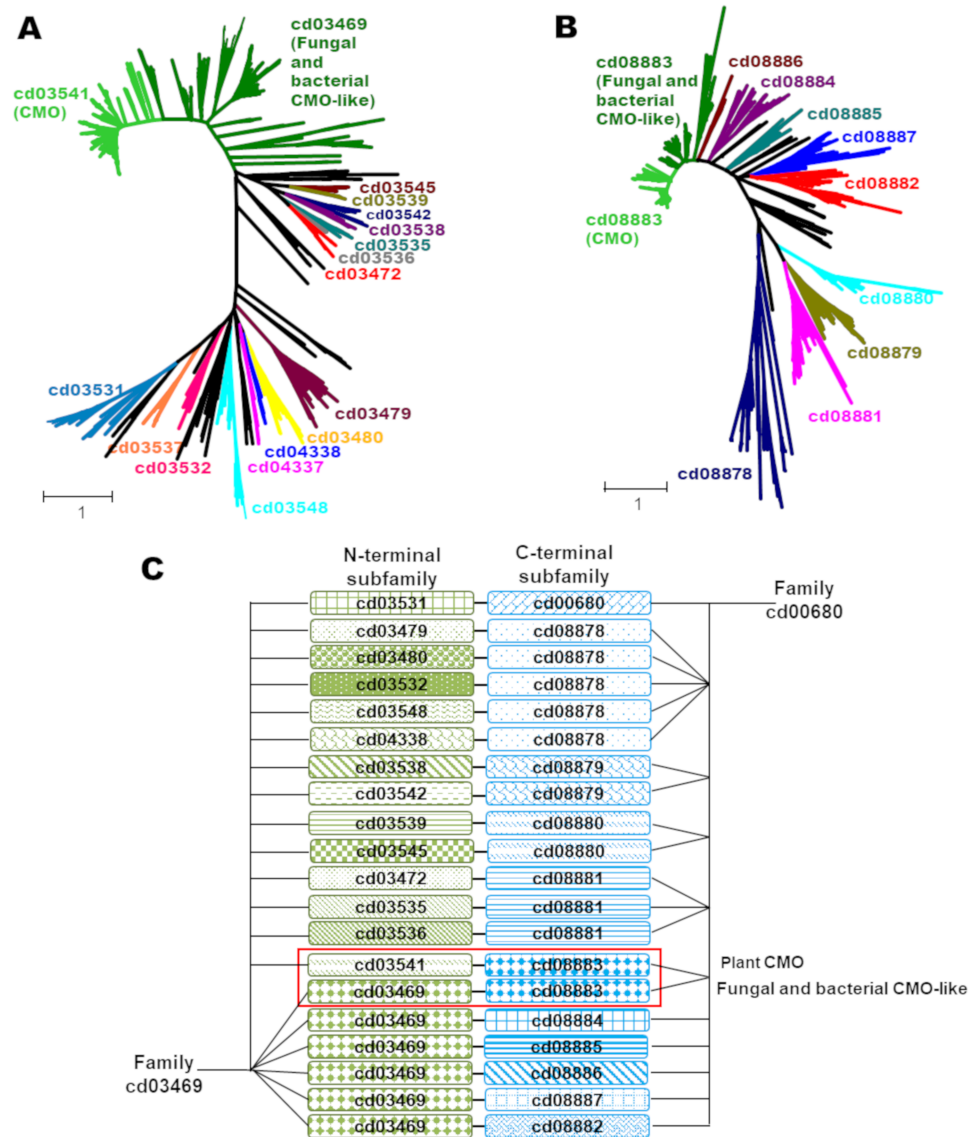 A
cd03469
(Fungal
and
bacterial
CMO-like)
cd03541
(CMO)
cd03545
cd03539
cd03542
cd03538
cd03535
cd03536
cd03472
cd03531
cd03537
cd03532
cd03548
cd04337
cd04338
cd03480
cd03479
1
B
cd08883
(Fungal and
bacterial
CMO-like)
cd08886
cd08884
cd08885
cd08887
cd08882
cd08883
(CMO)
cd08880
cd08879
cd08881
cd08878
1
C
N-terminal
subfamily
C-terminal
subfamily
Family
cd00680
cd03531 cd00680
cd03479 cd08878
cd03480 cd08878
cd03532 cd08878
cd03548 cd08878
cd04338 cd08878
cd03538 cd08879
cd03542 cd08879
cd03539 cd08880
cd03545 cd08880
cd03472 cd08881
cd03535 cd08881
cd03536 cd08881
cd03541 cd08883 Plant CMO
cd03469 cd08883 Fungal and bacterial CMO-like
cd03469 cd08884
cd03469 cd08885
cd03469 cd08886
cd03469 cd08887
cd03469 cd08882
Family
cd03469